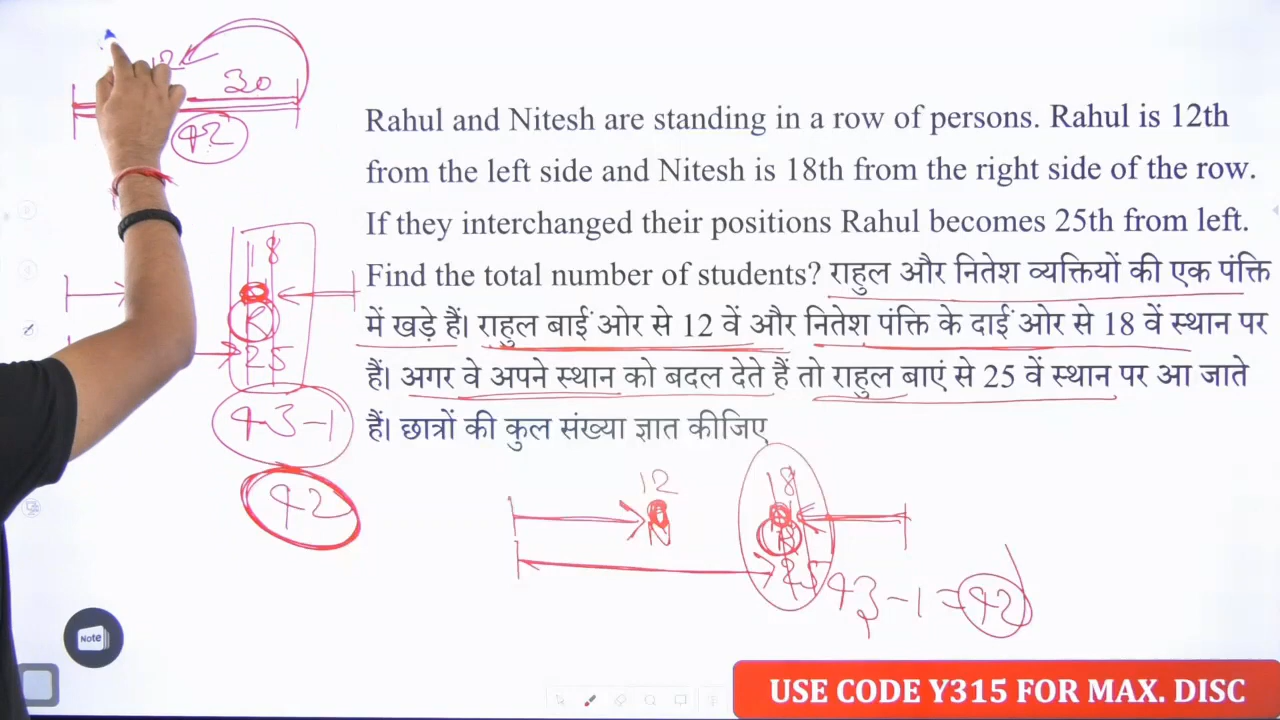 12
30
42
Rahul and Nitesh are standing in a row of persons. Rahul is 12th
from the left side and Nitesh is 18th from the right side of the row.
If they interchanged their positions Rahul becomes 25th from left.
Find the total number of students? राहुल और नितेश व्यक्तियों की एक पंक्ति
में खड़े हैं। राहुल बाईं ओर से 12 वें और नितेश पंक्ति के दाईं ओर से 18 वें स्थान पर
हैं। अगर वे अपने स्थान को बदल देते हैं तो राहुल बाएं से 25 वें स्थान पर आ जाते
हैं। छात्रों की कुल संख्या ज्ञात कीजिए
18
R
25
43-1
42
12
N
18
R
25
43-1=42
Note
USE CODE Y315 FOR MAX. DISC